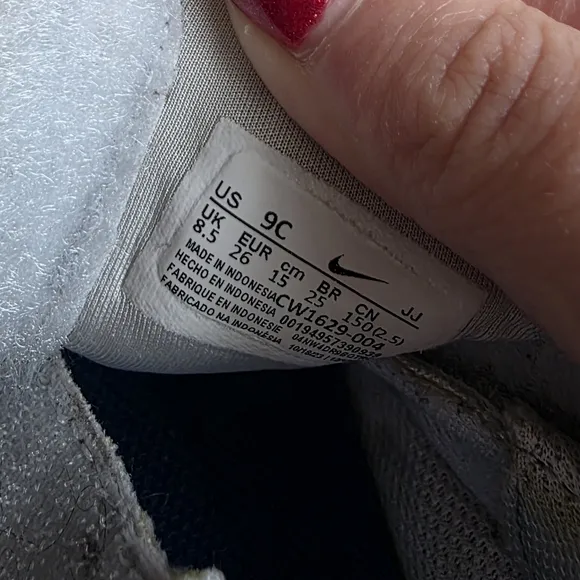 US 9C
UK EUR cm BR CN JJ
8.5 26 15 25 150(2.5)
MADE IN INDONESIA CW1629-004
HECHO EN INDONESIA
FABRIQUE EN INDONESIE
FABRICADO NA INDONÉSIA